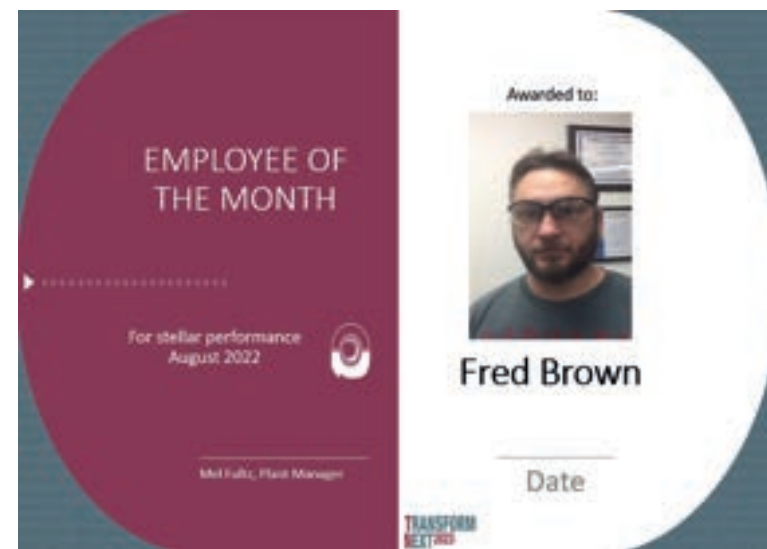 EMPLOYEE OF
THE MONTH
For stellar performance
August 2022
Mel Fultz, Plant Manager
Awarded to:
Fred Brown
Date
TRANSFORM
NEXT 2023